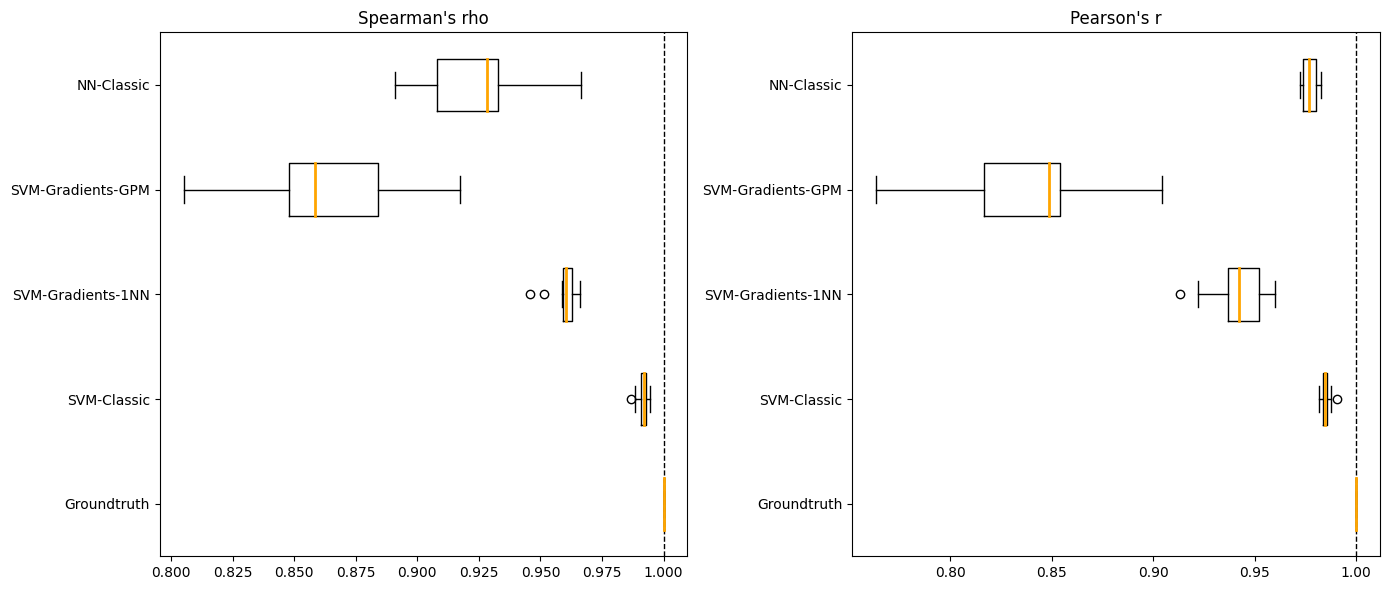 Spearman's rho
NN-Classic
SVM-Gradients-GPM
SVM-Gradients-1NN
SVM-Classic
Groundtruth
0.800 0.825 0.850 0.875 0.900 0.925 0.950 0.975 1.000
Pearson's r
NN-Classic
SVM-Gradients-GPM
SVM-Gradients-1NN
SVM-Classic
Groundtruth
0.80 0.85 0.90 0.95 1.00